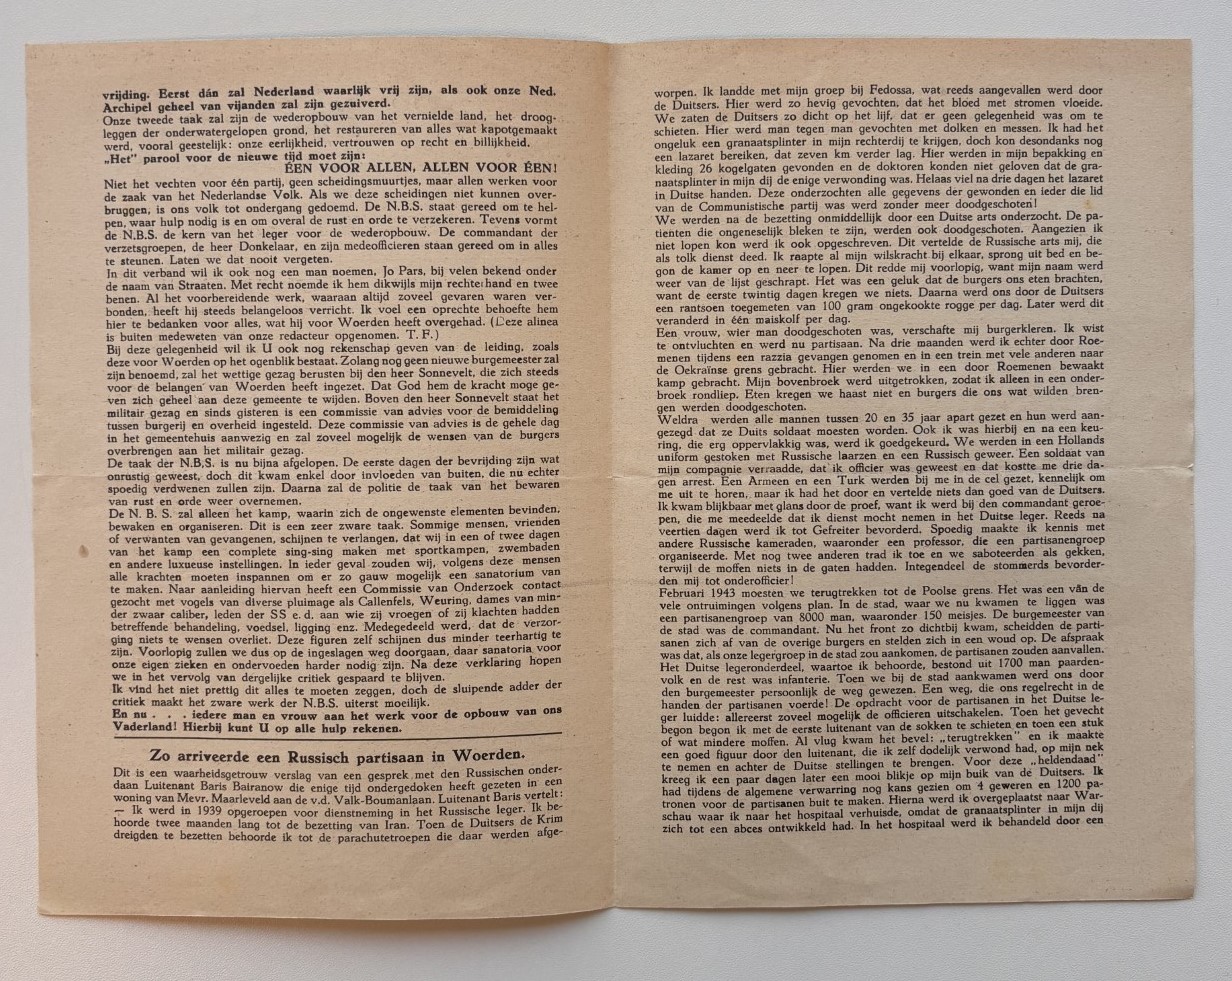 vrijding. Eerst dán zal Nederland waarlijk vrij zijn, als ook onze Ned.
Archipel geheel van vijanden zal zijn gezuiverd.
Onze tweede taak zal zijn de wederopbouw van het vernielde land, het droog-
leggen der onderwatergelopen grond, het restaureren van alles wat kapotgemaakt
werd, vooral geestelijk: onze eerlijkheid, vertrouwen op recht en billijkheid.
„Het" parool voor de nieuwe tijd moet zijn:
ÉEN VOOR ALLEN, ALLEN VOOR ÉEN!
Niet het vechten voor één partij, geen scheidingsmuurtjes, maar allen werken voor
de zaak van het Nederlandse Volk. Als we deze scheidingen niet kunnen over-
bruggen, is ons volk tot ondergang gedoemd. De N.B.S. staat gereed om te hel-
pen, waar hulp nodig is en om overal de rust en orde te verzekeren. Tevens vormt
de N.B.S. de kern van het leger voor de wederopbouw. De commandant der
verzetsgroepen, de heer Donkelaar, en zijn medeofficieren staan gereed om in alles
te steunen. Laten we dat nooit vergeten.
In dit verband wil ik ook nog een man noemen, Jo Pars, bij velen bekend onder
de naam van Straaten. Met recht noemde ik hem dikwijls mijn rechterhand en twee
benen. Al het voorbereidende werk, waaraan altijd zoveel gevaren waren ver-
bonden, heeft hij steeds belangeloos verricht. Ik voel een oprechte behoefte hem
hier te bedanken voor alles, wat hij voor Woerden heeft overgehad. (Deze alinea
is buiten medeweten van onze redacteur opgenomen. T. F.)
Bij deze gelegenheid wil ik U ook nog rekenschap geven van de leiding, zoals
deze voor Woerden op het ogenblik bestaat. Zolang nog geen nieuwe burgemeester zal
zijn benoemd, zal het wettige gezag berusten bij den heer Sonnevelt, die zich steeds
voor de belangen van Woerden heeft ingezet. Dat God hem de kracht moge ge-
ven zich geheel aan deze gemeente te wijden. Boven den heer Sonnevelt staat het
militair gezag en sinds gisteren is een commissie van advies voor de bemiddeling
tussen burgerij en overheid ingesteld. Deze commissie van advies is de gehele dag
in het gemeentehuis aanwezig en zal zoveel mogelijk de wensen van de burgers
overbrengen aan het militair gezag.
De taak der N.B.S. is nu bijna afgelopen. De eerste dagen der bevrijding zijn wat
onrustig geweest, doch dit kwam enkel door invloeden van buiten, die nu echter
spoedig verdwenen zullen zijn. Daarna zal de politie de taak van het bewaren
van rust en orde weer overnemen.
De N. B. S. zal alleen het kamp, waarin zich de ongewenste elementen bevinden,
bewaken en organiseren. Dit is een zeer zware taak. Sommige mensen, vrienden
of verwanten van gevangenen, schijnen te verlangen, dat wij in een of twee dagen
van het kamp een complete sing-sing maken met sportkampen, zwembaden
en andere luxueuse instellingen. In ieder geval zouden wij, volgens deze mensen
alle krachten moeten inspannen om er zo gauw mogelijk een sanatorium van
te maken. Naar aanleiding hiervan heeft een Commissie van Onderzoek contact
gezocht met vogels van diverse pluimage als Callenfels, Weuring, dames van min-
der zwaar caliber, leden der SS e.d. aan wie zij vroegen of zij klachten hadden
betreffende behandeling, voedsel, ligging enz. Medegedeeld werd, dat de verzor-
ging niets te wensen overliet. Deze figuren zelf schijnen dus minder teerhartig te
zijn. Voorlopig zullen we dus op de ingeslagen weg doorgaan, daar sanatoria voor
onze eigen zieken en ondervoeden harder nodig zijn. Na deze verklaring hopen
we in het vervolg van dergelijke critiek gespaard te blijven.
Ik vind het niet prettig dit alles te moeten zeggen, doch de sluipende adder der
critiek maakt het zware werk der N.B.S. uiterst moeilijk.
En nu . . . iedere man en vrouw aan het werk voor de opbouw van ons
Vaderland! Hierbij kunt U op alle hulp rekenen.
Zo arriveerde een Russisch partisaan in Woerden.
Dit is een waarheidsgetrouw verslag van een gesprek met den Russischen onder-
daan Luitenant Baris Bairanow die enige tijd ondergedoken heeft gezeten in een
woning van Mevr. Maarleveld aan de v.d. Valk-Boumanlaan. Luitenant Baris vertelt:
— Ik werd in 1939 opgeroepen voor dienstneming in het Russische leger. Ik be-
hoorde twee maanden lang tot de bezetting van Iran. Toen de Duitsers de Krim
dreigden te bezetten behoorde ik tot de parachutetroepen die daar werden afge-
worpen. Ik landde met mijn groep bij Fedossa, wat reeds aangevallen werd door
de Duitsers. Hier werd zo hevig gevochten, dat het bloed met stromen vloeide.
We zaten de Duitsers zo dicht op het lijf, dat er geen gelegenheid was om te
schieten. Hier werd man tegen man gevochten met dolken en messen. Ik had het
ongeluk een granaatsplinter in mijn rechterdij te krijgen, doch kon desondanks nog
een lazaret bereiken, dat zeven km. verder lag. Hier werden in mijn bepakking en
kleding 26 kogelgaten gevonden en de doktoren konden niet geloven dat de gra-
naatsplinter in mijn dij de enige verwonding was. Helaas viel na drie dagen het lazaret
in Duitse handen. Deze onderzochten alle gegevens der gewonden en ieder die lid
van de Communistische partij was werd zonder meer doodgeschoten!
We werden na de bezetting onmiddellijk door een Duitse arts onderzocht. De pa-
tienten die ongeneselijk bleken te zijn, werden ook doodgeschoten. Aangezien ik
niet lopen kon werd ik ook opgeschreven. Dit vertelde de Russische arts mij, die
als tolk dienst deed. Ik raapte al mijn wilskracht bij elkaar, sprong uit bed en be-
gon de kamer op en neer te lopen. Dit redde mij voorlopig, want mijn naam werd
weer van de lijst geschrapt. Het was een geluk dat de burgers ons eten brachten,
want de eerste twintig dagen kregen we niets. Daarna werd ons door de Duitsers
een rantsoen toegemeten van 100 gram ongekookte rogge per dag. Later werd dit
veranderd in één maiskolf per dag.
Een vrouw, wier man doodgeschoten was, verschafte mij burgerkleren. Ik wist
te ontvluchten en werd nu partisaan. Na drie maanden werd ik echter door Roe-
menen tijdens een razzia gevangen genomen en in een trein met vele anderen naar
de Oekraïnse grens gebracht. Hier werden we in een door Roemenen bewaakt
kamp gebracht. Mijn bovenbroek werd uitgetrokken, zodat ik alleen in een onder-
broek rondliep. Eten kregen we haast niet en burgers die ons wat wilden bren-
gen werden doodgeschoten.
Weldra werden alle mannen tussen 20 en 35 jaar apart gezet en hun werd aan-
gezegd dat ze Duits soldaat moesten worden. Ook ik was hierbij en na een keu-
ring, die erg oppervlakkig was, werd ik goedgekeurd. We werden in een Hollands
uniform gestoken met Russische laarzen en een Russisch geweer. Een soldaat van
mijn compagnie verraadde, dat ik officier was geweest en dat kostte me drie da-
gen arrest. Een Armeen en een Turk werden bij me in de cel gezet, kennelijk om
me uit te horen, maar ik had het door en vertelde niets dan goed van de Duitsers.
Ik kwam blijkbaar met glans door de proef, want ik werd bij den commandant geroe-
pen, die me meedeelde dat ik dienst mocht nemen in het Duitse leger. Reeds na
veertien dagen werd ik tot Gefreiter bevorderd. Spoedig maakte ik kennis met
andere Russische kameraden, waaronder een professor, die een partisanengroep
organiseerde. Met nog twee anderen trad ik toe en we saboteerden als gekken,
terwijl de moffen niets in de gaten hadden. Integendeel de stommerds bevorder-
den mij tot onderofficier!
Februari 1943 moesten we terugtrekken tot de Poolse grens. Het was een van de
vele ontruimingen volgens plan. In de stad, waar we nu kwamen te liggen was
een partisanengroep van 8000 man, waaronder 150 meisjes. De burgemeester van
de stad was de commandant. Nu het front zo dichtbij kwam, scheidden de parti-
sanen zich af van de overige burgers en stelden zich in een woud op. De afspraak
was dat, als onze legergroep in de stad zou aankomen, de partisanen zouden aanvallen.
Het Duitse legeronderdeel, waartoe ik behoorde, bestond uit 1700 man paarden-
volk en de rest was infanterie. Toen we bij de stad aankwamen werd ons door
den burgemeester persoonlijk de weg gewezen. Een weg, die ons regelrecht in de
handen der partisanen voerde! De opdracht voor de partisanen in het Duitse le-
ger luidde: allereerst zoveel mogelijk de officieren uitschakelen. Toen het gevecht
begon begon ik met de eerste luitenant van de sokken te schieten en toen een stuk
of wat mindere moffen. Al vlug kwam het bevel: „terugtrekken" en ik maakte
een goed figuur door den luitenant, die ik zelf dodelijk verwond had, op mijn nek
te nemen en achter de Duitse stellingen te brengen. Voor deze „heldendaad"
kreeg ik een paar dagen later een mooi blikje op mijn buik van de Duitsers. Ik
had tijdens de algemene verwarring nog kans gezien om 4 geweren en 1200 pa-
tronen voor de partisanen buit te maken. Hierna werd ik overgeplaatst naar War-
schau waar ik naar het hospitaal verhuisde, omdat de granaatsplinter in mijn dij
zich tot een abces ontwikkeld had. In het hospitaal werd ik behandeld door een